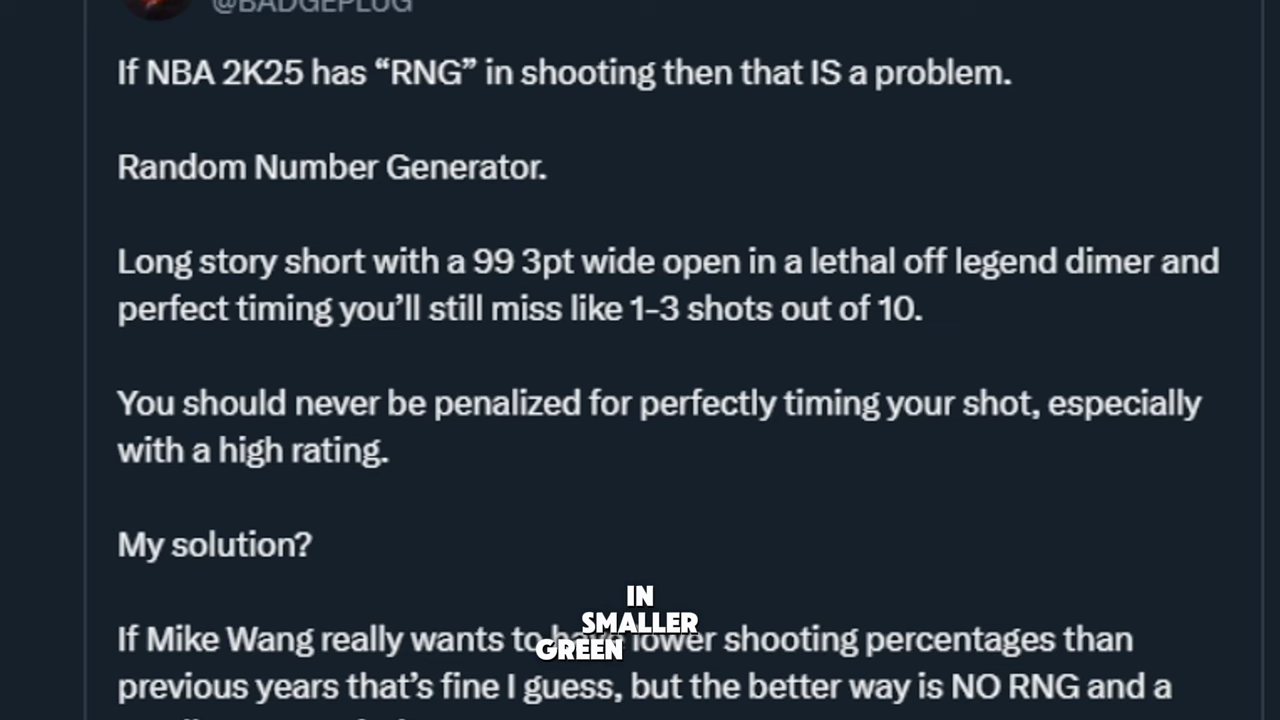 @BADGEPLUG
If NBA 2K25 has “RNG” in shooting then that IS a problem.
Random Number Generator.
Long story short with a 99 3pt wide open in a lethal off legend dimer and
perfect timing you’ll still miss like 1-3 shots out of 10.
You should never be penalized for perfectly timing your shot, especially
with a high rating.
My solution?
IN
SMALLER
GREEN
If Mike Wang really wants to have lower shooting percentages than
previous years that’s fine I guess, but the better way is NO RNG and a